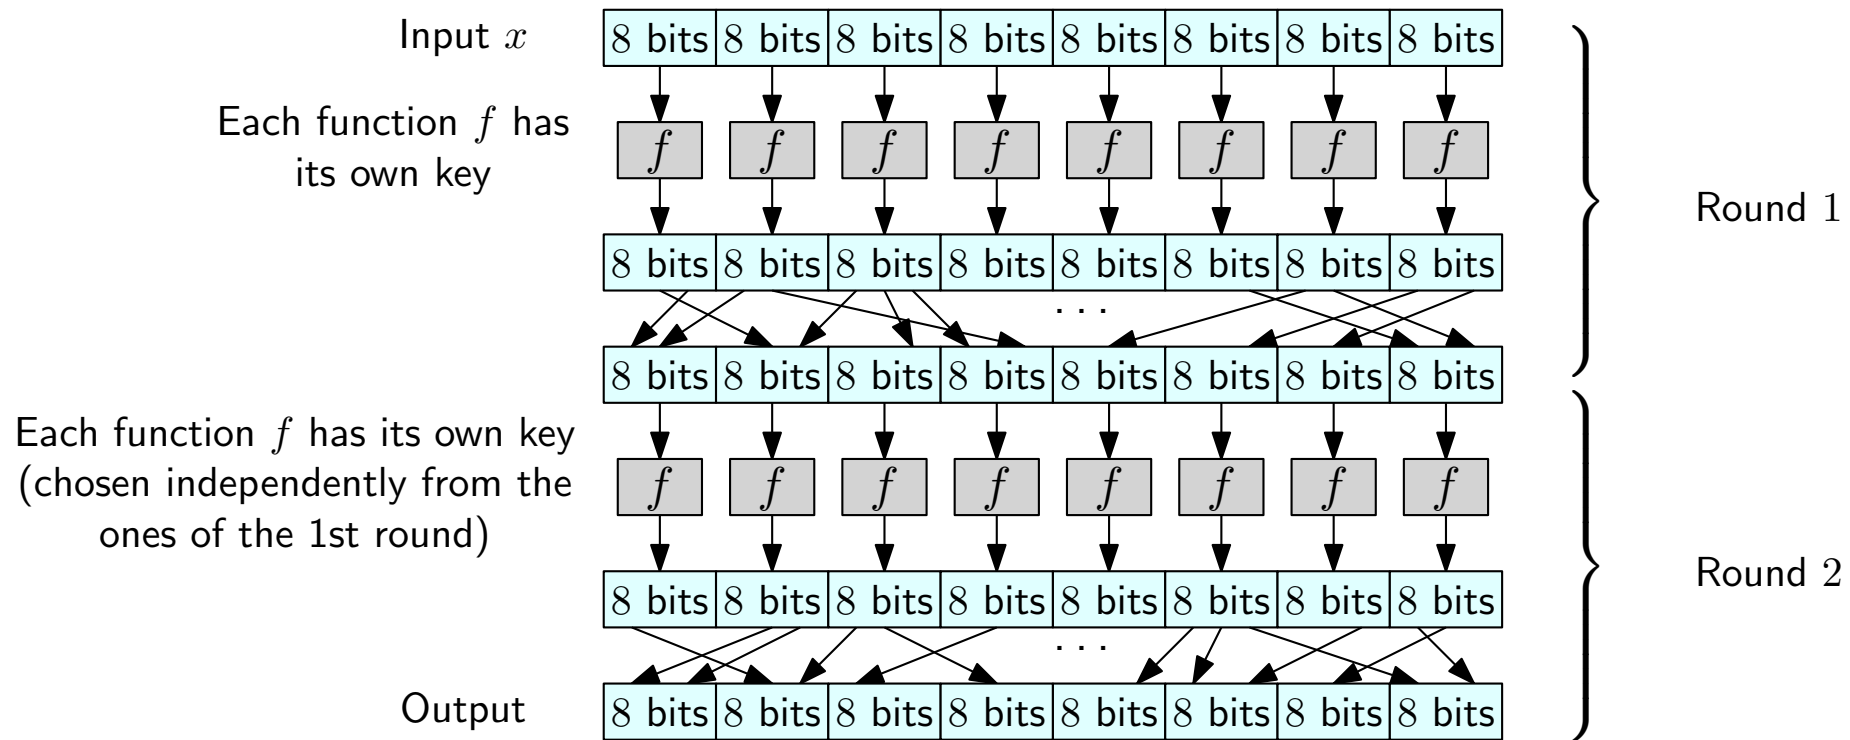 Input x
8 bits 8 bits 8 bits 8 bits 8 bits 8 bits 8 bits 8 bits
Each function f has
its own key
f f f f f f f f
Round 1
8 bits 8 bits 8 bits 8 bits 8 bits 8 bits 8 bits 8 bits
. . .
8 bits 8 bits 8 bits 8 bits 8 bits 8 bits 8 bits 8 bits
Each function f has its own key
(chosen independently from the
ones of the 1st round)
f f f f f f f f
Round 2
8 bits 8 bits 8 bits 8 bits 8 bits 8 bits 8 bits 8 bits
. . .
Output
8 bits 8 bits 8 bits 8 bits 8 bits 8 bits 8 bits 8 bits